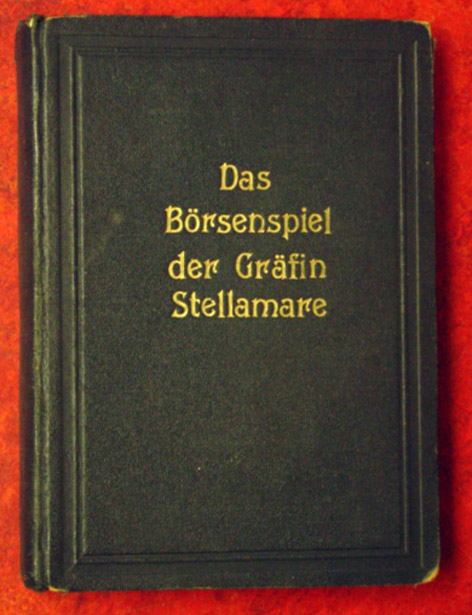 Das
Börsenspiel
der Gräfin
Stellamare